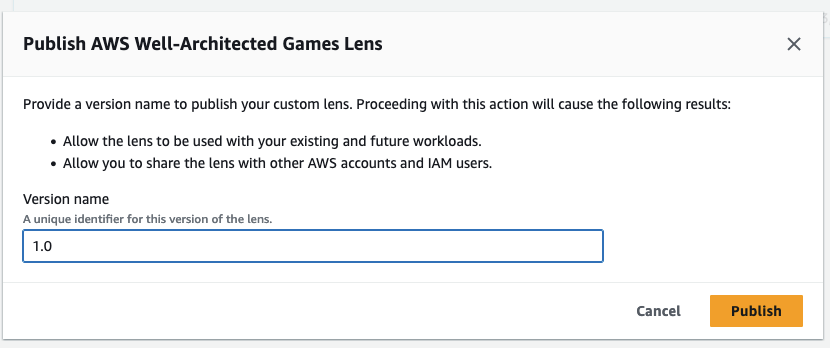 Publish AWS Well-Architected Games Lens
Provide a version name to publish your custom lens. Proceeding with this action will cause the following results:
• Allow the lens to be used with your existing and future workloads.
• Allow you to share the lens with other AWS accounts and IAM users.
Version name
A unique identifier for this version of the lens.
1.0
Cancel
Publish